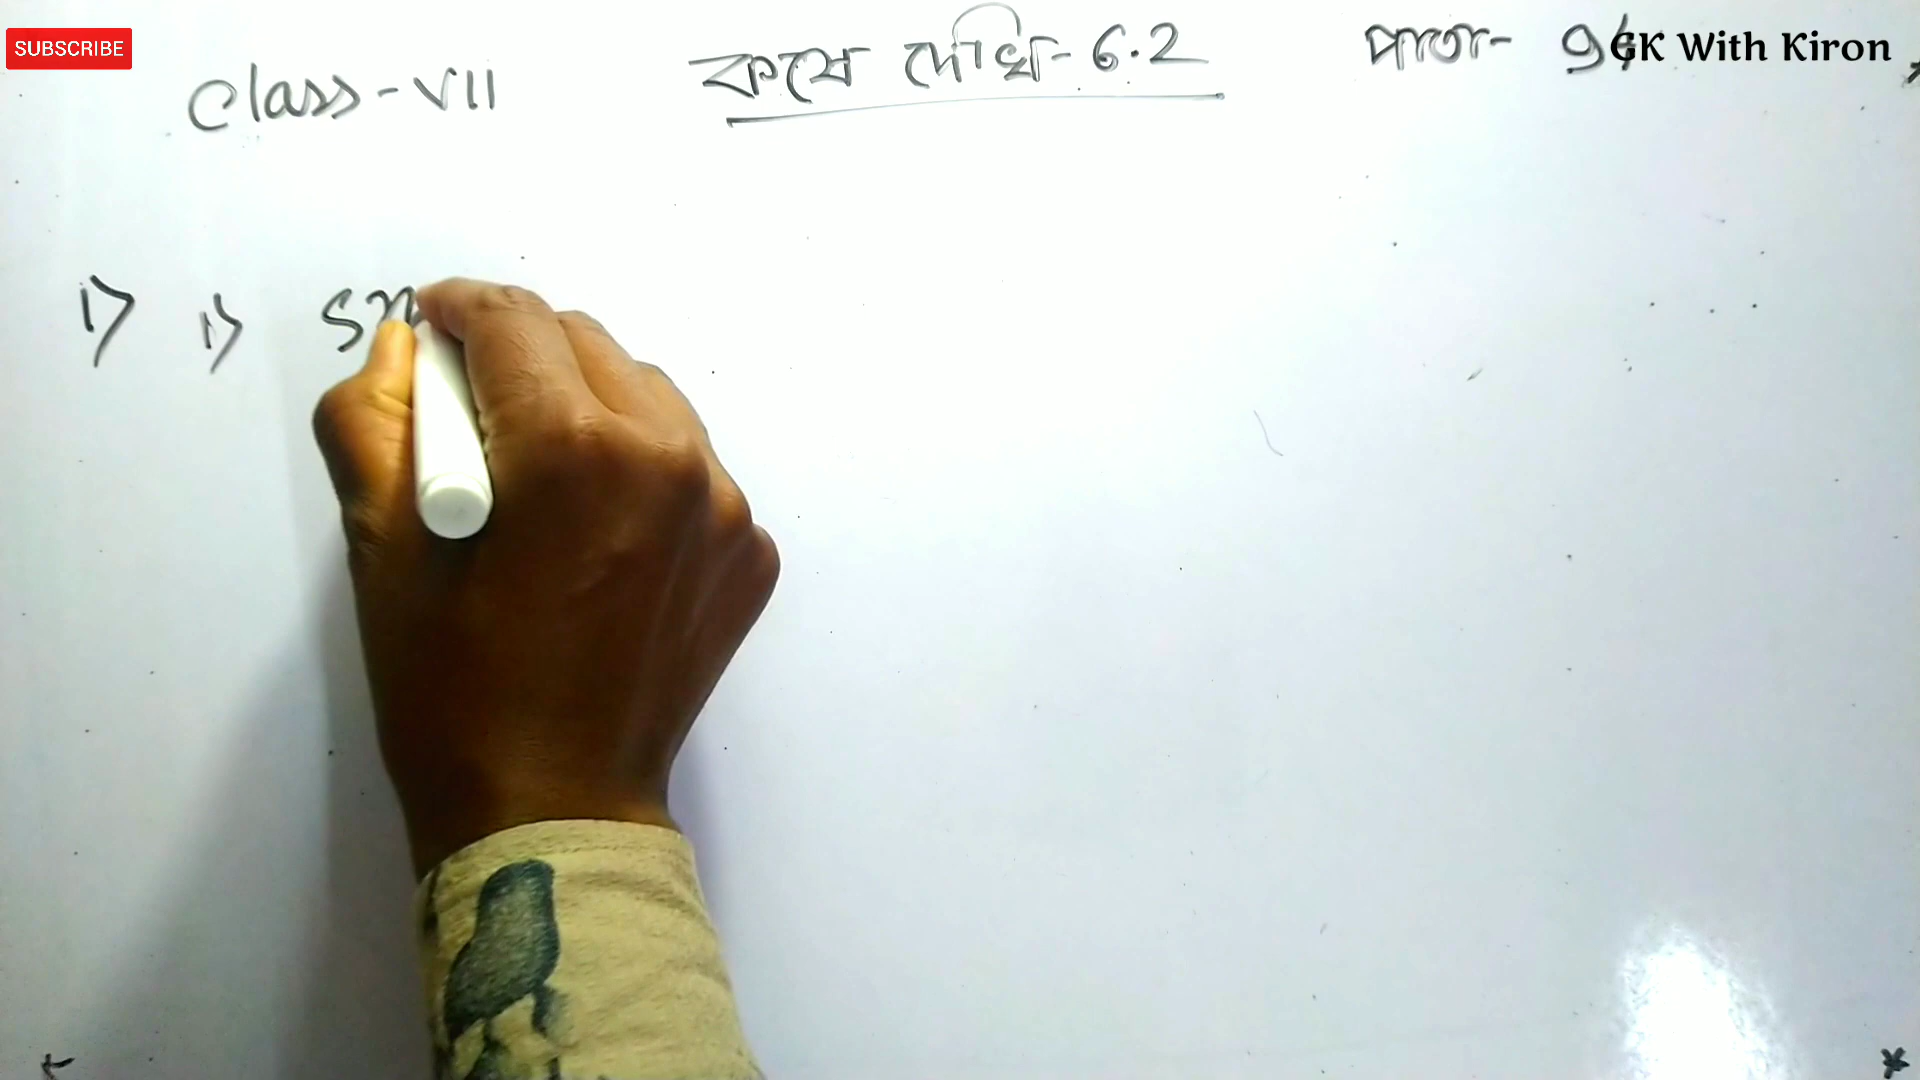 SUBSCRIBE
Class-VII
কষে দেখি-6.2
পাতা-
GK With Kiron
1) 1)